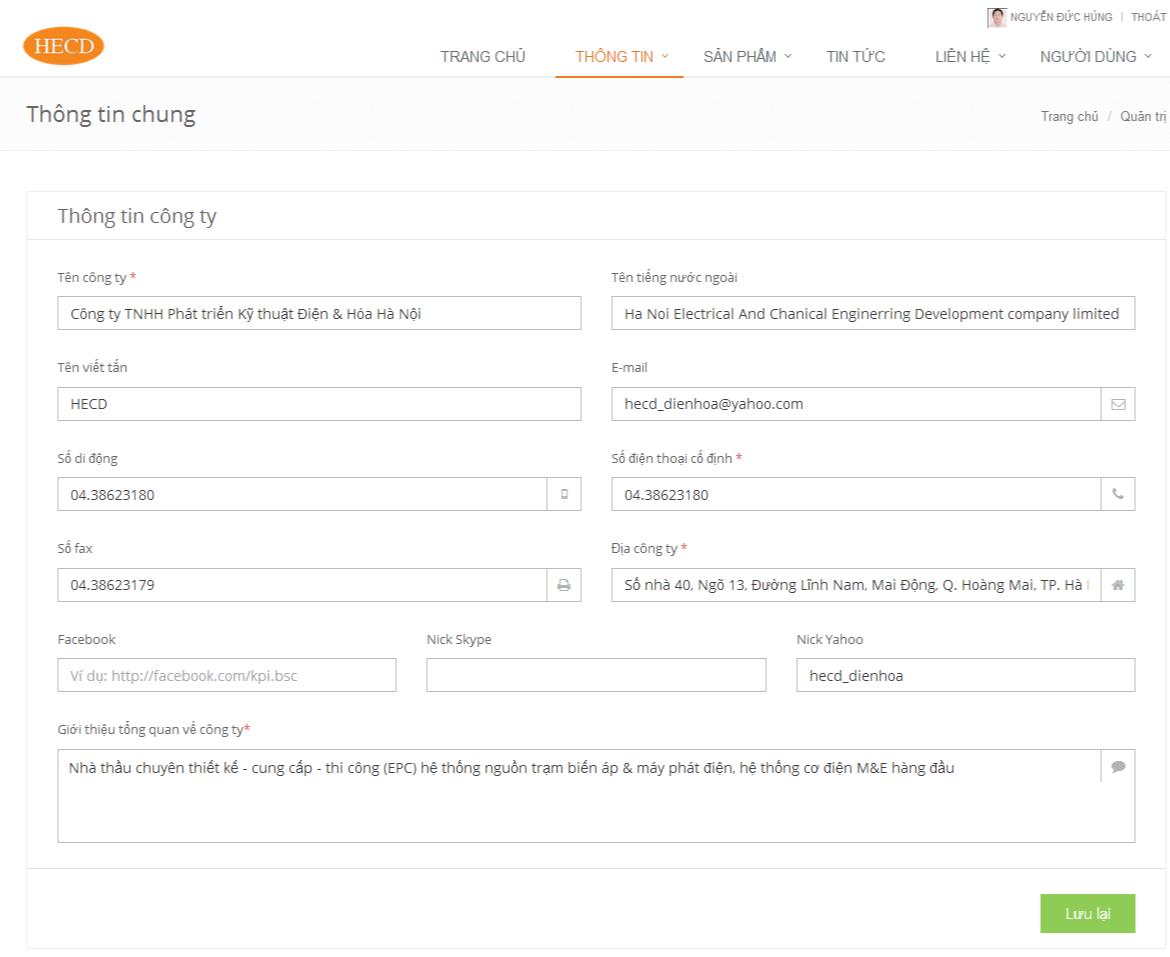 NGUYỄN ĐỨC HÙNG | THOÁT
HECD
TRANG CHỦ THÔNG TIN SẢN PHẨM TIN TỨC LIÊN HỆ NGƯỜI DÙNG
Thông tin chung
Trang chủ / Quản trị
Thông tin công ty
Tên công ty * Tên tiếng nước ngoài
Công ty TNHH Phát triển Kỹ thuật Điện & Hóa Hà Nội Ha Noi Electrical And Chanical Enginerring Development company limited
Tên viết tắn E-mail
HECD hecd_dienhoa@yahoo.com
Số di động Số điện thoại cố định *
04.38623180 04.38623180
Số fax Địa công ty *
04.38623179 Số nhà 40, Ngõ 13, Đường Lĩnh Nam, Mai Động, Q. Hoàng Mai, TP. Hà
Facebook Nick Skype Nick Yahoo
Ví dụ: http://facebook.com/kpi.bsc hecd_dienhoa
Giới thiệu tổng quan về công ty*
Nhà thầu chuyên thiết kế - cung cấp - thi công (EPC) hệ thống nguồn trạm biến áp & máy phát điện, hệ thống cơ điện M&E hàng đầu
Lưu lại